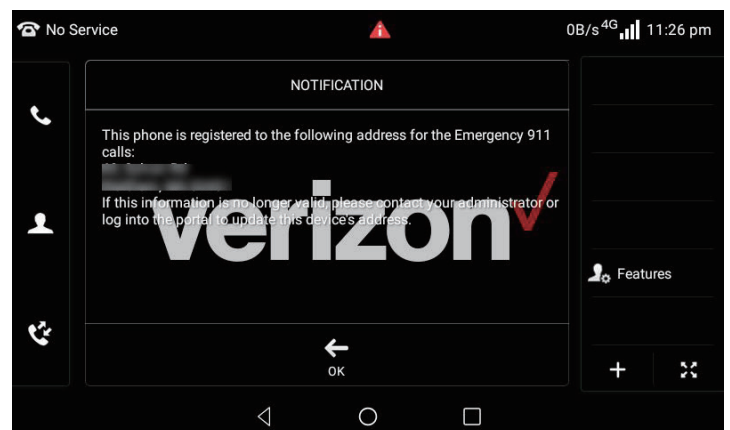 No Service
0B/s 4G 11:26 pm
NOTIFICATION
This phone is registered to the following address for the Emergency 911
calls:
If this information is no longer valid, please contact your administrator or
log into the portal to update this device's address.
verizon
Features
OK